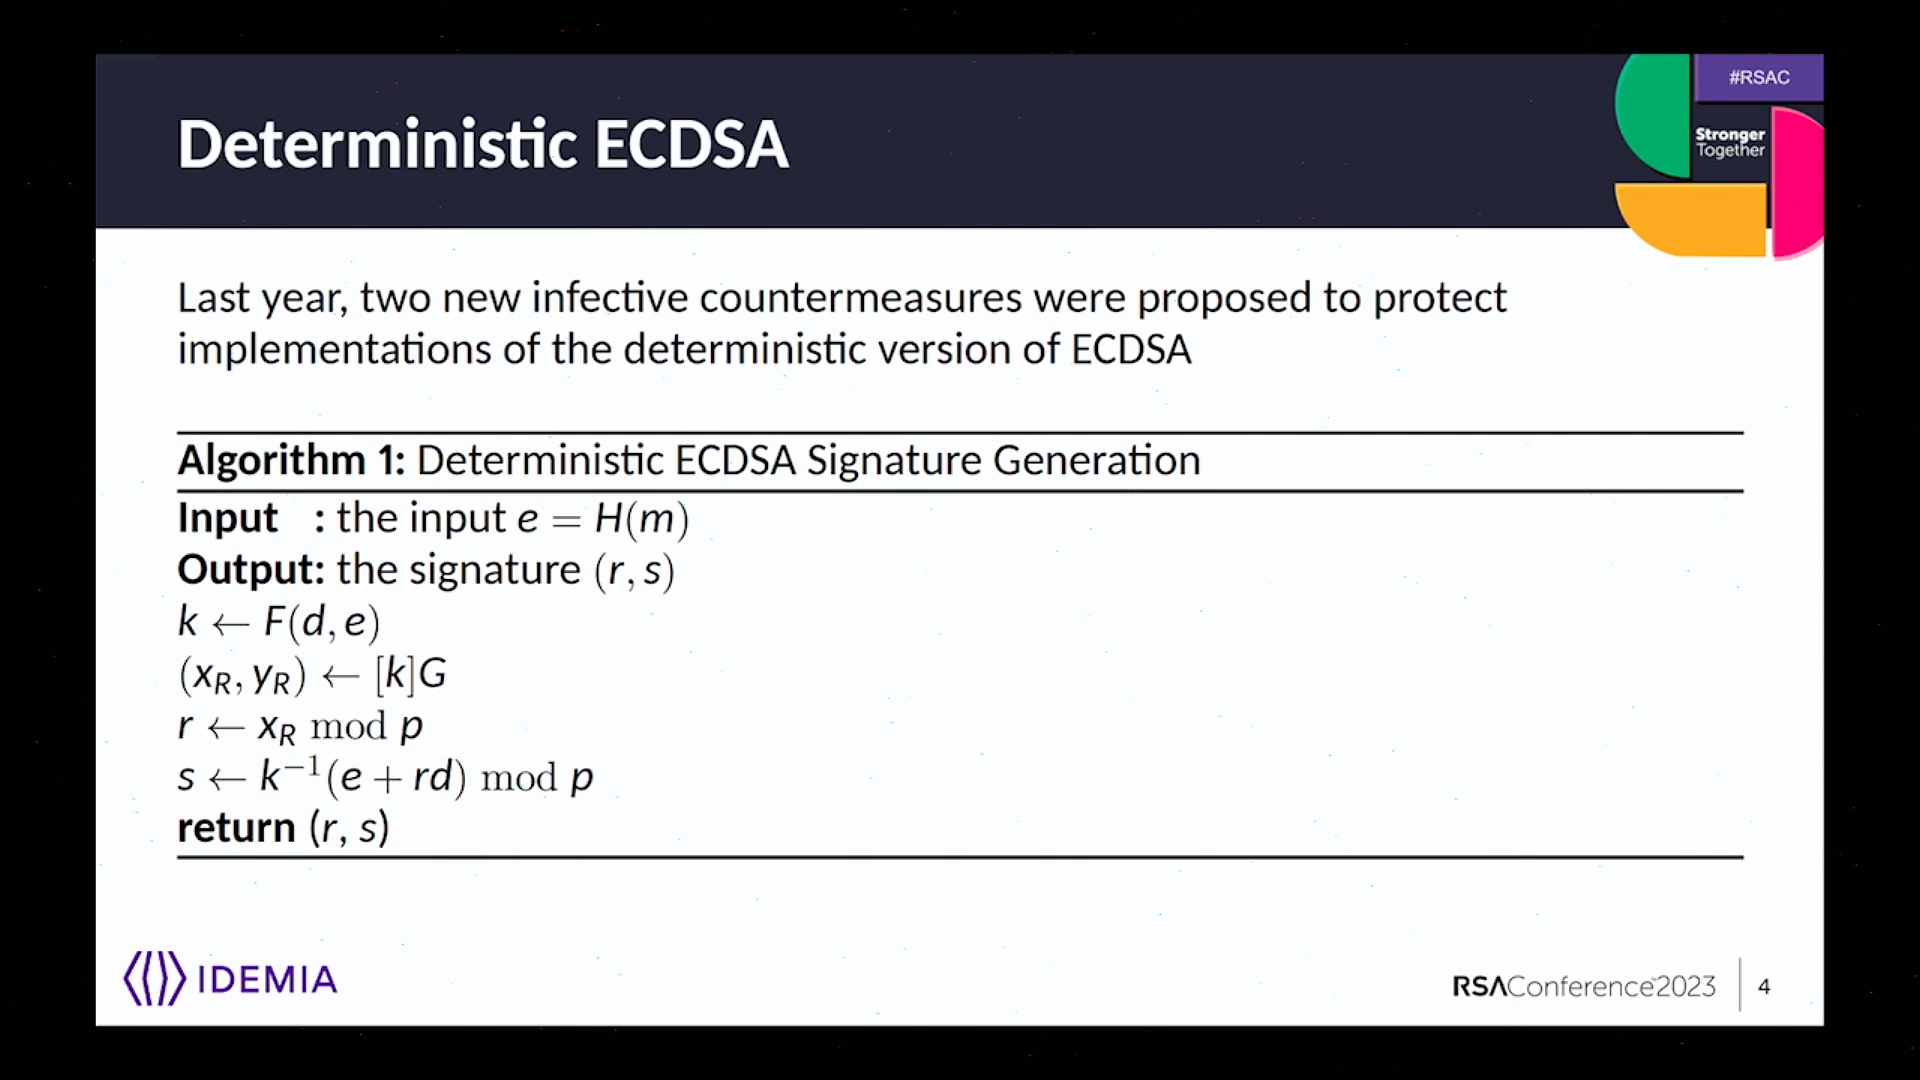 #RSAC
Stronger
Together
Deterministic ECDSA
Last year, two new infective countermeasures were proposed to protect
implementations of the deterministic version of ECDSA
Algorithm 1: Deterministic ECDSA Signature Generation
Input : the input e = H(m)
Output: the signature (r, s)
k ← F(d, e)
(x_R, y_R) ← [k]G
r ← x_R mod p
s ← k⁻¹(e + rd) mod p
return (r, s)
IDEMIA
RSAConference™2023 4